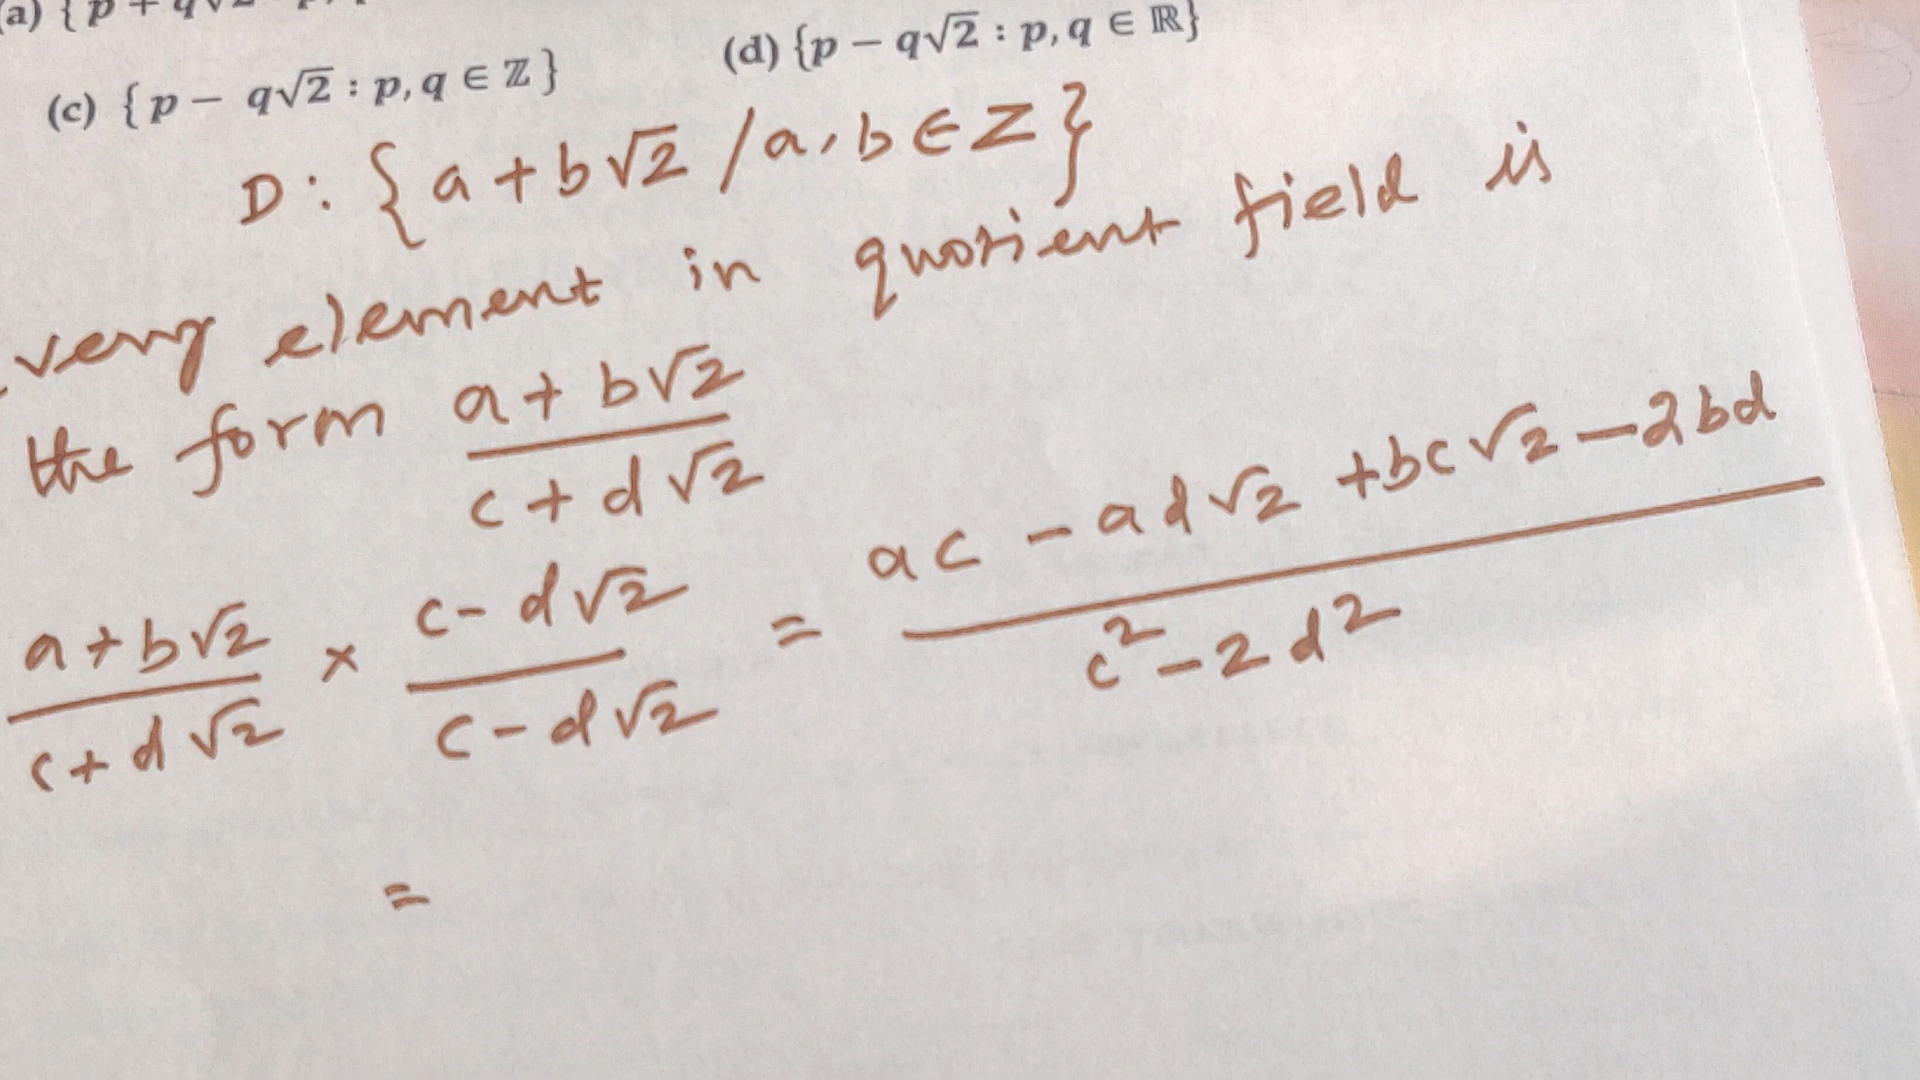 (a) { p + q√2
(c) { p − q√2 : p, q ∈ ℤ }
(d) {p − q√2 : p, q ∈ ℝ}
D: { a + b√2 / a, b ∈ Z }
very element in quotient field is
the form (a + b√2)/(c + d√2)
(a + b√2)/(c + d√2) × (c - d√2)/(c - d√2) = (ac - ad√2 + bc√2 - 2bd)/(c² - 2d²)
=